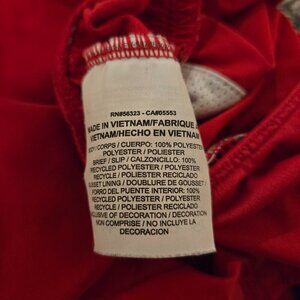 RN#56323 - CA#05553
MADE IN VIETNAM/FABRIQUE
VIETNAM/HECHO EN VIETNAM
BODY/CORPS / CUERPO: 100% POLYESTER
POLYESTER / POLIESTER
BRIEF / SLIP / CALZONCILLO: 100%
RECYCLED POLYESTER / POLYESTER
RECYCLE / POLIESTER RECICLADO
GUSSET LINING / DOUBLURE DE GOUSSET /
FORRO DEL PUENTE INTERIOR: 100%
RECYCLED POLYESTER / POLYESTER
RECYCLE / POLIESTER RECICLADO
EXCLUSIVE OF DECORATION / DECORATION
NON COMPRISE / NO INCLUYE LA
DECORACION